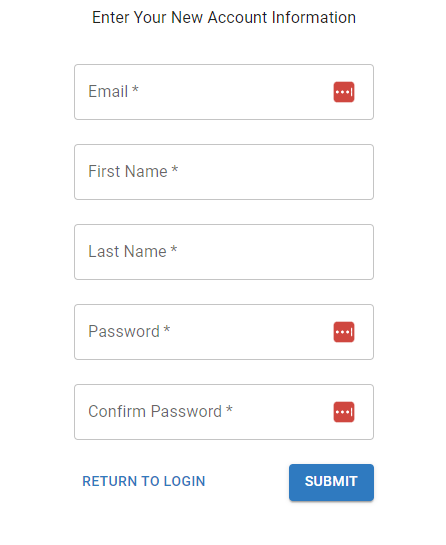 Enter Your New Account Information
Email *
First Name *
Last Name *
Password *
Confirm Password *
RETURN TO LOGIN
SUBMIT